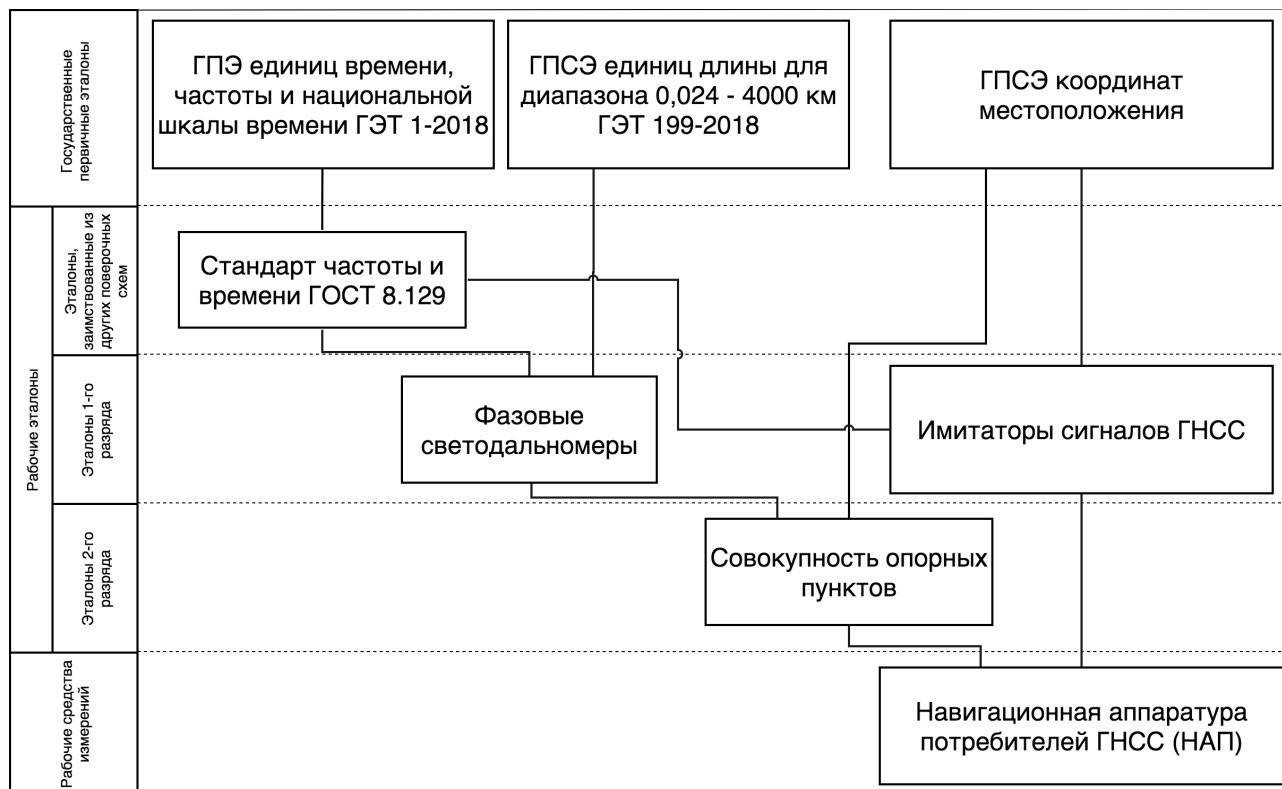 Государственные
первичные эталоны
ГПЭ единиц времени,
частоты и национальной
шкалы времени ГЭТ 1-2018
ГПСЭ единиц длины для
диапазона 0,024 - 4000 км
ГЭТ 199-2018
ГПСЭ координат
местоположения
Рабочие эталоны
Эталоны,
заимствованные из
других поверочных
схем
Стандарт частоты и
времени ГОСТ 8.129
Эталоны 1-го
разряда
Фазовые
светодальномеры
Имитаторы сигналов ГНСС
Эталоны 2-го
разряда
Совокупность опорных
пунктов
Рабочие средства
измерений
Навигационная аппаратура
потребителей ГНСС (НАП)